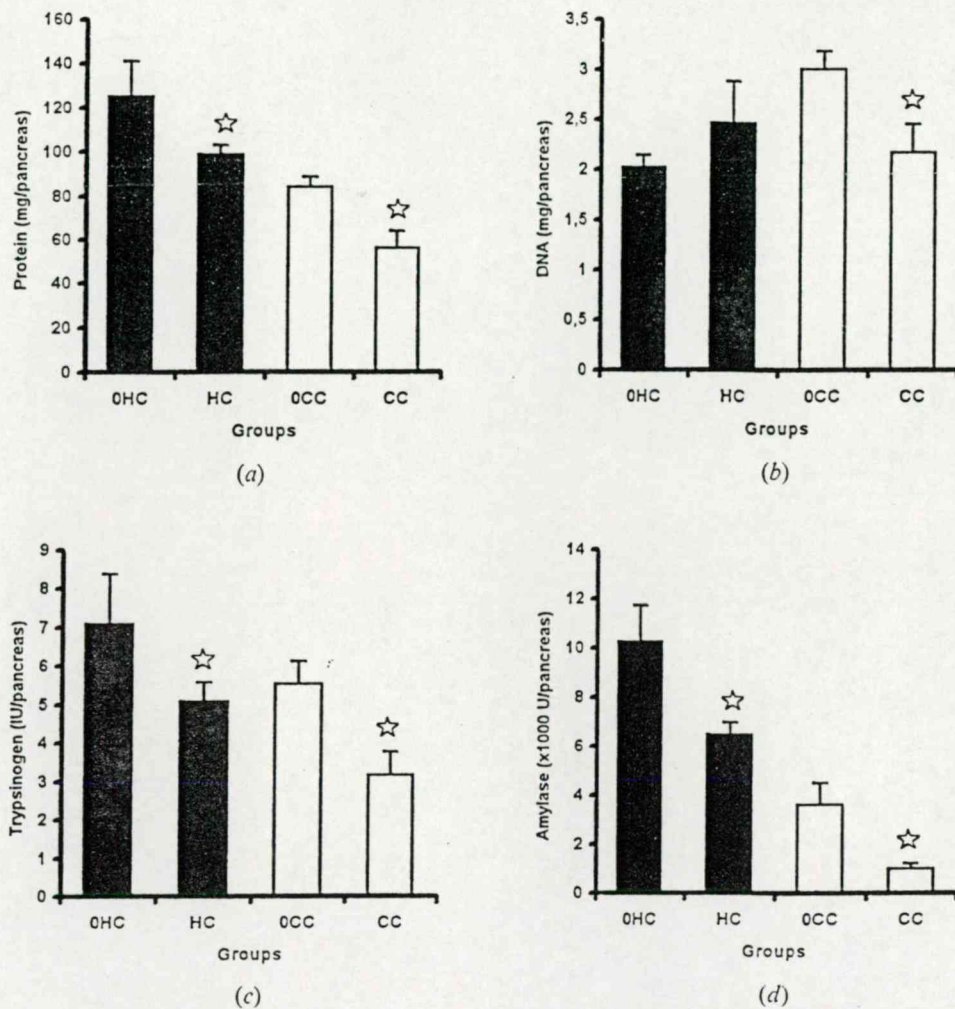 160
140
120
100
80
60
40
20
0
Protein (mg/pancreas)
0HC HC 0CC CC
Groups
(a)
3,5
3
2,5
2
1,5
1
0,5
0
DNA (mg/pancreas)
0HC HC 0CC CC
Groups
(b)
9
8
7
6
5
4
3
2
1
0
Trypsinogen (IU/pancreas)
0HC HC 0CC CC
Groups
(c)
14
12
10
8
6
4
2
0
Amylase (x1000 U/pancreas)
0HC HC 0CC CC
Groups
(d)